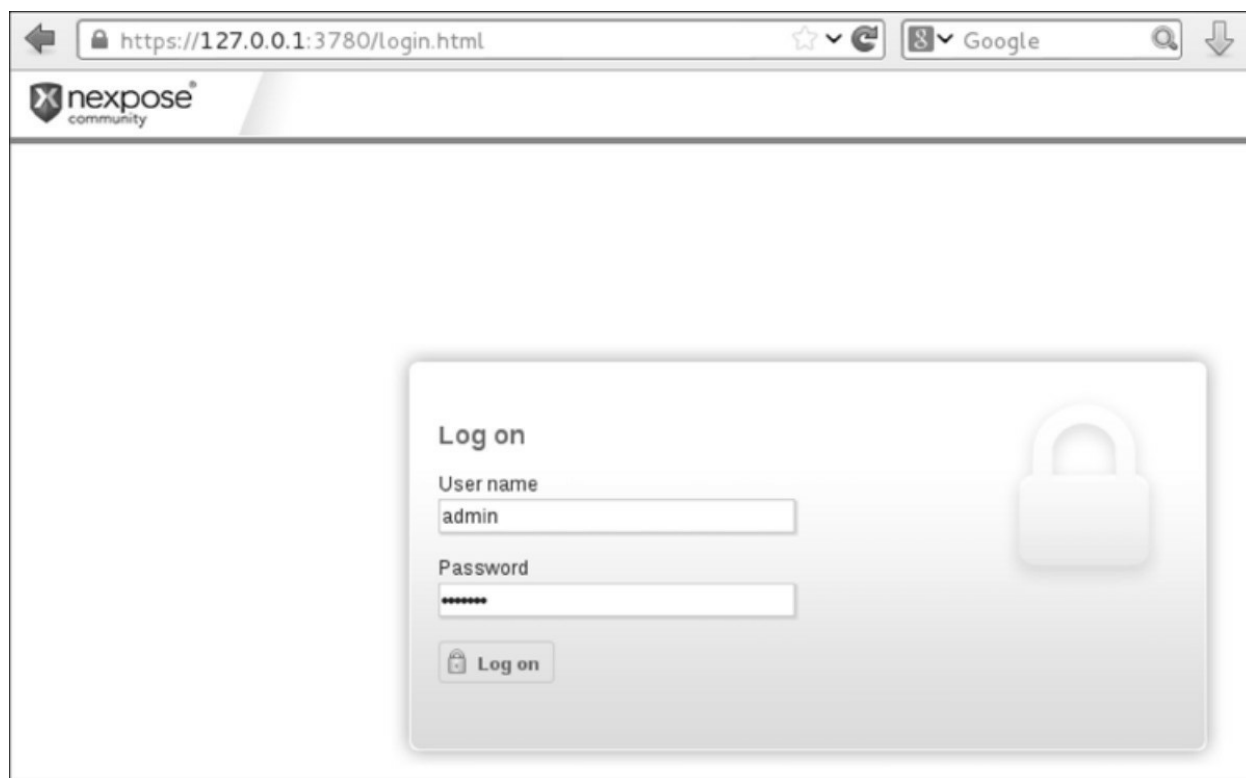 https://127.0.0.1:3780/login.html 8 Google
nexpose®
community
Log on
User name
admin
Password
•••••••
Log on